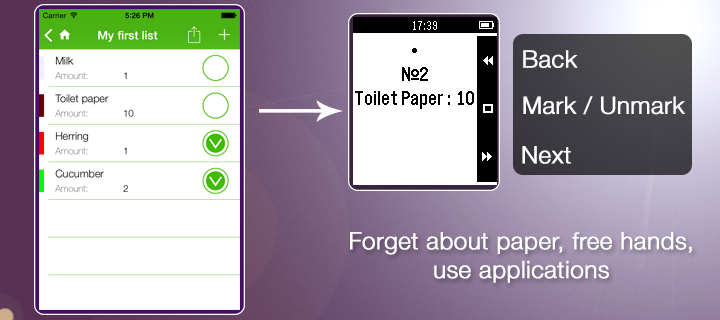 Carrier 5:26 PM
My first list
Milk
Amount: 1
Toilet paper
Amount: 10
Herring
Amount: 1
Cucumber
Amount: 2
17:39
№2
Toilet Paper : 10
Back
Mark / Unmark
Next
Forget about paper, free hands,
use applications